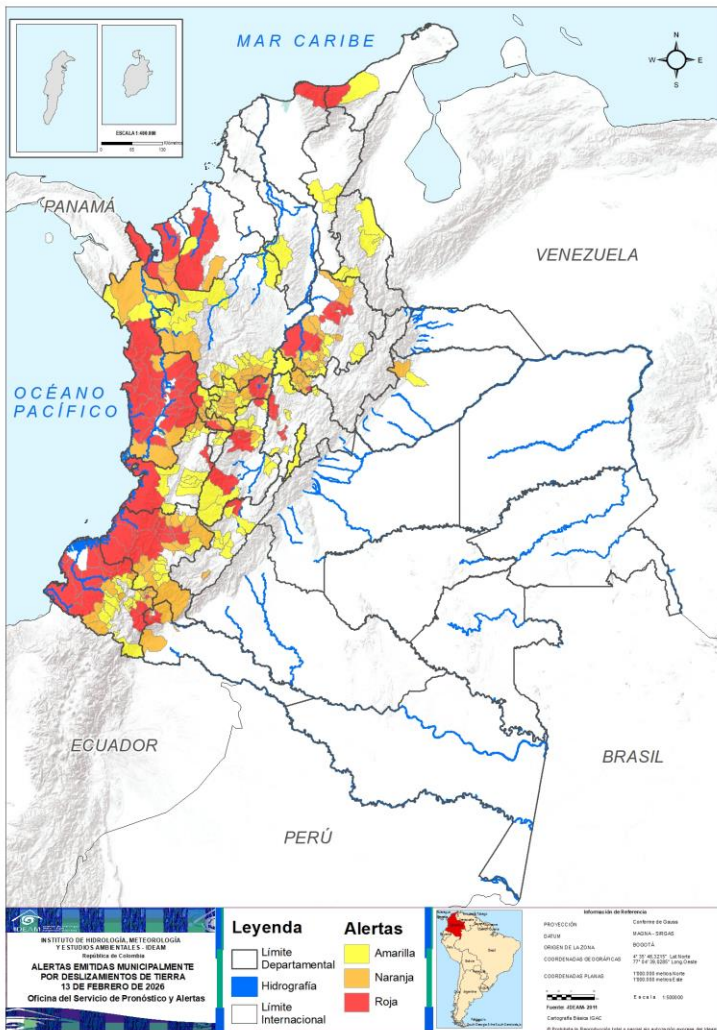 MAR CARIBE
N
W
E
S
ESCALA 1:400,000
PANAMÁ
VENEZUELA
OCÉANO
PACÍFICO
ECUADOR
BRASIL
PERÚ
IDEAM
INSTITUTO DE HIDROLOGÍA, METEOROLOGÍA
Y ESTUDIOS AMBIENTALES - IDEAM
República de Colombia
ALERTAS EMITIDAS MUNICIPALMENTE
POR DESLIZAMIENTOS DE TIERRA
13 DE FEBRERO DE 2026
Oficina del Servicio de Pronóstico y Alertas
Leyenda
Límite
Departamental
Hidrografía
Límite
Internacional
Alertas
Amarilla
Naranja
Roja
Información de Referencia
PROYECCIÓN Conforme de Gauss
DATUM MAGNA-SIRGAS
ORIGEN DE LA ZONA BOGOTÁ
COORDENADAS GEOGRÁFICAS
COORDENADAS PLANAS
Escala
Fuente: IDEAM 2011
Cartografía Básica IGAC